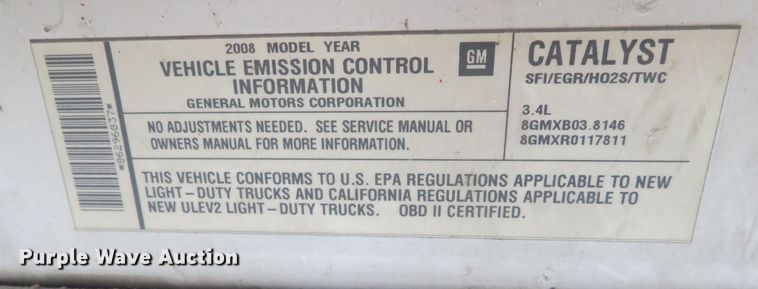 2008 MODEL YEAR
VEHICLE EMISSION CONTROL
INFORMATION
GENERAL MOTORS CORPORATION
GM
CATALYST
SFI/EGR/HO2S/TWC
NO ADJUSTMENTS NEEDED. SEE SERVICE MANUAL OR
OWNERS MANUAL FOR MORE INFORMATION.
3.4L
8GMXB03.8146
8GMXR0117811
THIS VEHICLE CONFORMS TO U.S. EPA REGULATIONS APPLICABLE TO NEW
LIGHT-DUTY TRUCKS AND CALIFORNIA REGULATIONS APPLICABLE TO
NEW ULEV2 LIGHT-DUTY TRUCKS. OBD II CERTIFIED.
*86296837*
Purple Wave Auction